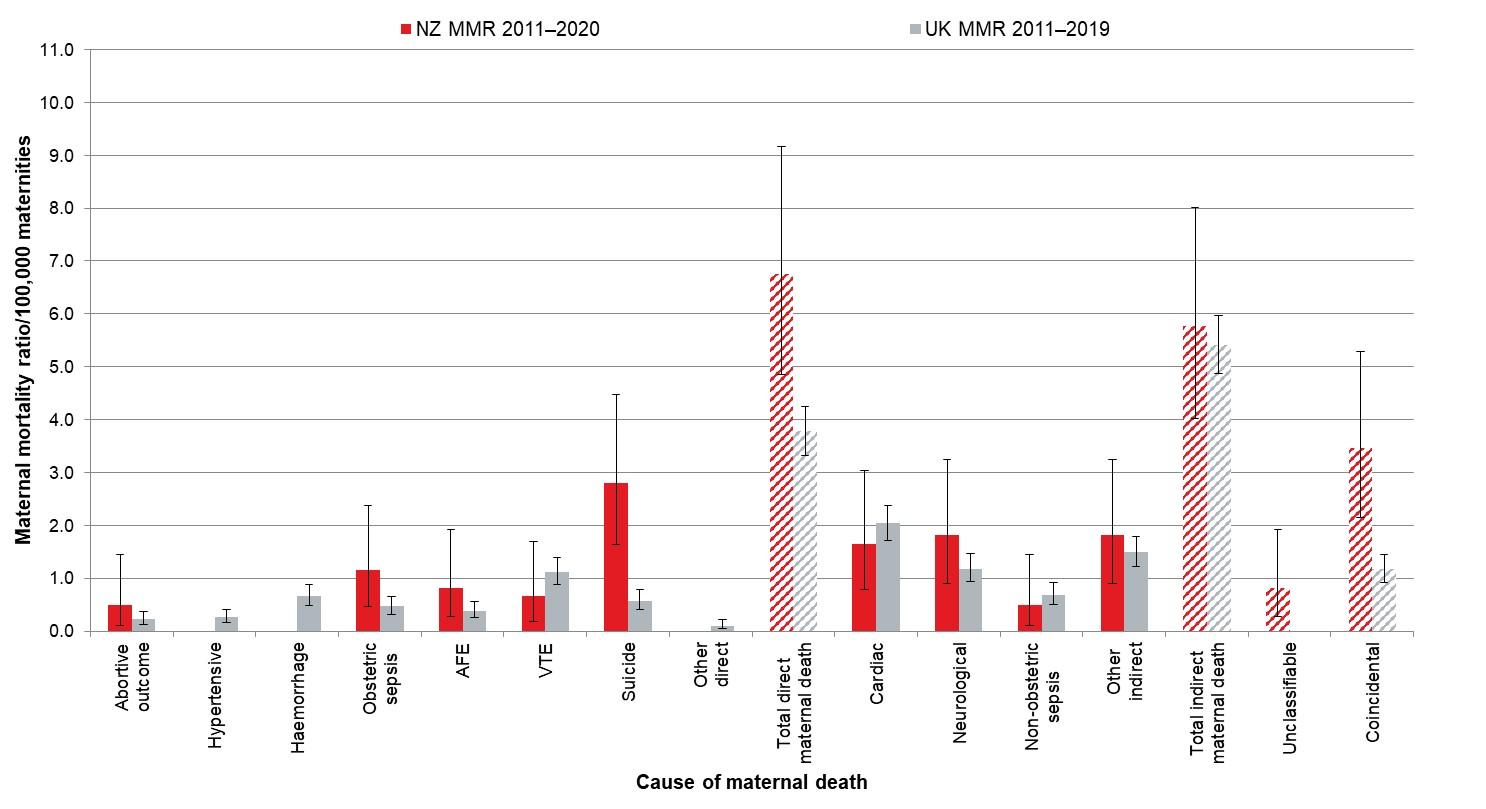 NZ MMR 2011–2020
UK MMR 2011–2019
Maternal mortality ratio/100,000 maternities
11.0
10.0
9.0
8.0
7.0
6.0
5.0
4.0
3.0
2.0
1.0
0.0
Abortive
outcome
Hypertensive
Haemorrhage
Obstetric
sepsis
AFE
VTE
Suicide
Other
direct
Total direct
maternal death
Cardiac
Neurological
Non-obstetric
sepsis
Other
indirect
Total indirect
maternal death
Unclassifiable
Coincidental
Cause of maternal death